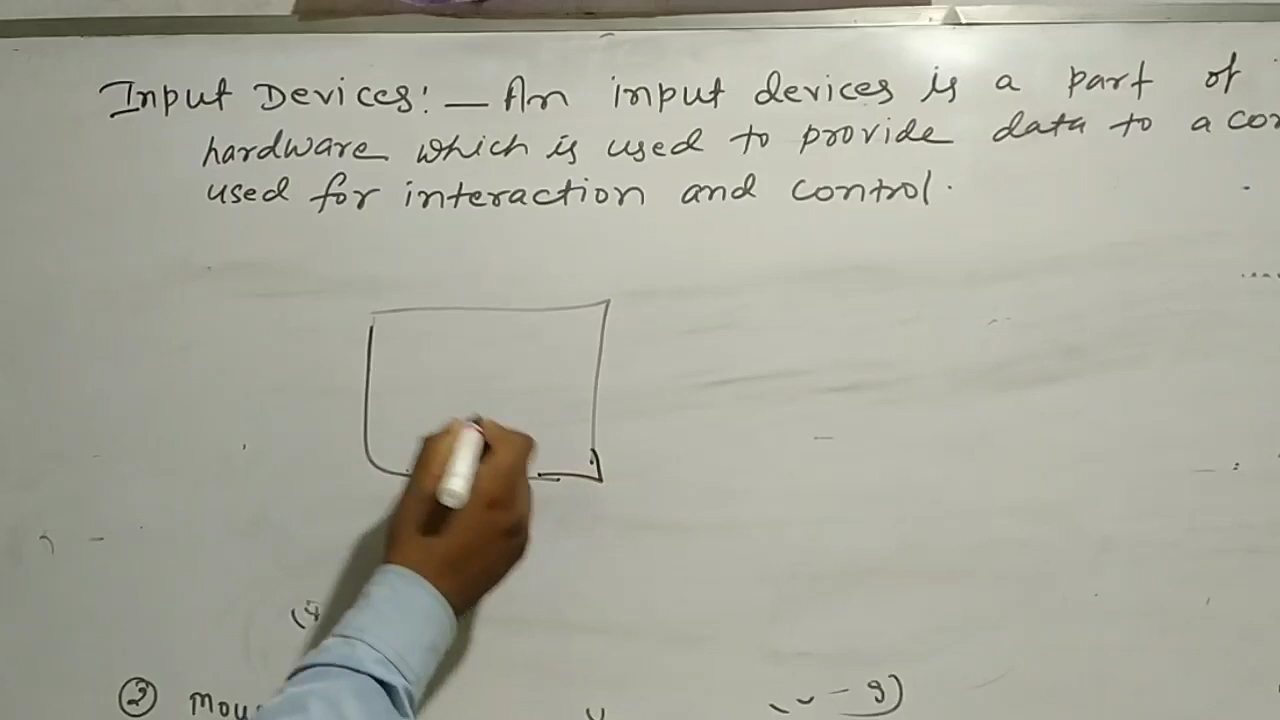 Input Devices:— An input devices is a part of
hardware which is used to provide data to a
used for interaction and control.
② Mou
- 9)